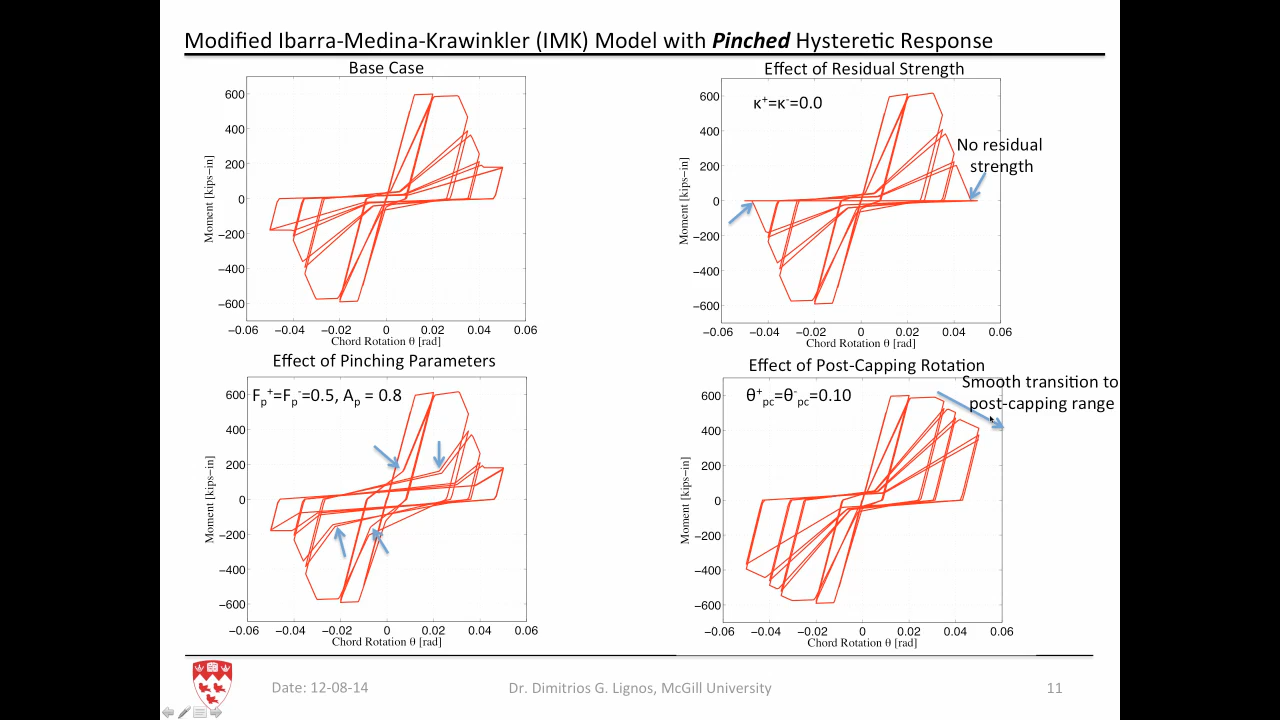 Modified Ibarra-Medina-Krawinkler (IMK) Model with Pinched Hysteretic Response
Base Case
600
400
200
0
−200
−400
−600
Moment [kips−in]
−0.06 −0.04 −0.02 0 0.02 0.04 0.06
Chord Rotation θ [rad]
Effect of Residual Strength
κ⁺=κ⁻=0.0
No residual
strength
600
400
200
0
−200
−400
−600
Moment [kips−in]
−0.06 −0.04 −0.02 0 0.02 0.04 0.06
Chord Rotation θ [rad]
Effect of Pinching Parameters
Fp⁺=Fp⁻=0.5, Ap = 0.8
600
400
200
0
−200
−400
−600
Moment [kips−in]
−0.06 −0.04 −0.02 0 0.02 0.04 0.06
Chord Rotation θ [rad]
Effect of Post-Capping Rotation
θ⁺pc=θ⁻pc=0.10
Smooth transition to
post-capping range
600
400
200
0
−200
−400
−600
Moment [kips−in]
−0.06 −0.04 −0.02 0 0.02 0.04 0.06
Chord Rotation θ [rad]
Date: 12-08-14
Dr. Dimitrios G. Lignos, McGill University
11